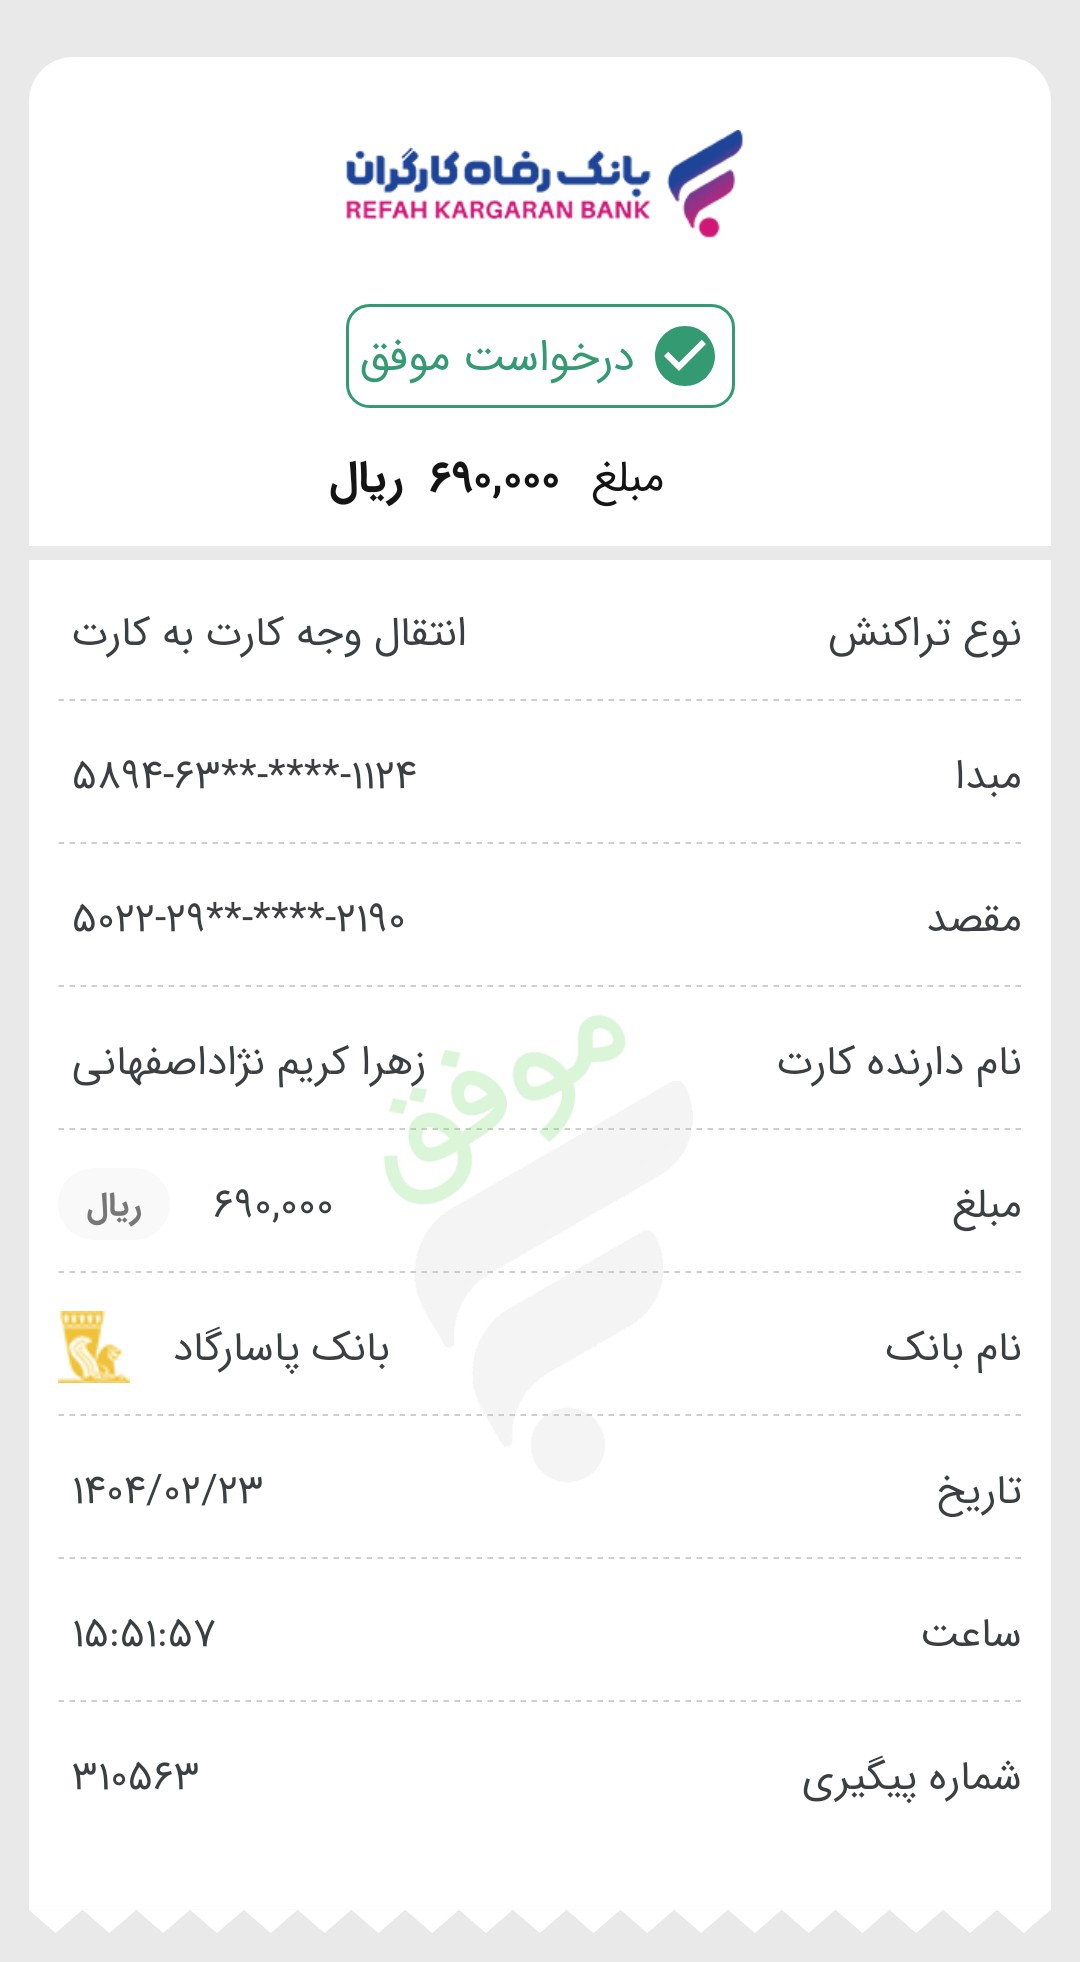 بانک رفاه کارگران
REFAH KARGARAN BANK
درخواست موفق
مبلغ ۶۹۰,۰۰۰ ریال
نوع تراکنش انتقال وجه کارت به کارت
مبدا ۵۸۹۴-۶۳**-****-۱۱۲۴
مقصد ۵۰۲۲-۲۹**-****-۲۱۹۰
نام دارنده کارت زهرا کریم نژاداصفهانی
موفق
مبلغ ۶۹۰,۰۰۰ ریال
نام بانک بانک پاسارگاد
تاریخ ۱۴۰۴/۰۲/۲۳
ساعت ۱۵:۵۱:۵۷
شماره پیگیری ۳۱۰۵۶۳